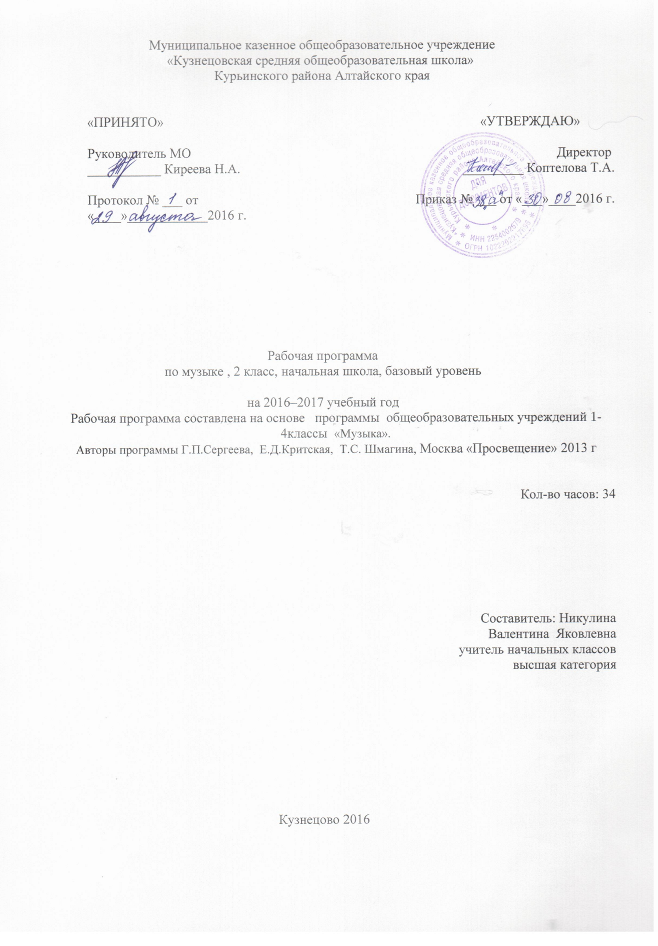 Муниципальное казенное общеобразовательное учреждение
«Кузнецовская средняя общеобразовательная школа»
Курьинского района Алтайского края
«ПРИНЯТО» «УТВЕРЖДАЮ»
Руководитель МО Директор
Киреева Н.А. Коптелова Т.А.
Протокол № 1 от Приказ № 38а от «30» 08 2016 г.
«29» августа 2016 г.
Рабочая программа
по музыке , 2 класс, начальная школа, базовый уровень
на 2016–2017 учебный год
Рабочая программа составлена на основе программы общеобразовательных учреждений 1-
4классы «Музыка».
Авторы программы Г.П.Сергеева, Е.Д.Критская, Т.С. Шмагина, Москва «Просвещение» 2013 г
Кол-во часов: 34
Составитель: Никулина
Валентина Яковлевна
учитель начальных классов
высшая категория
Кузнецово 2016